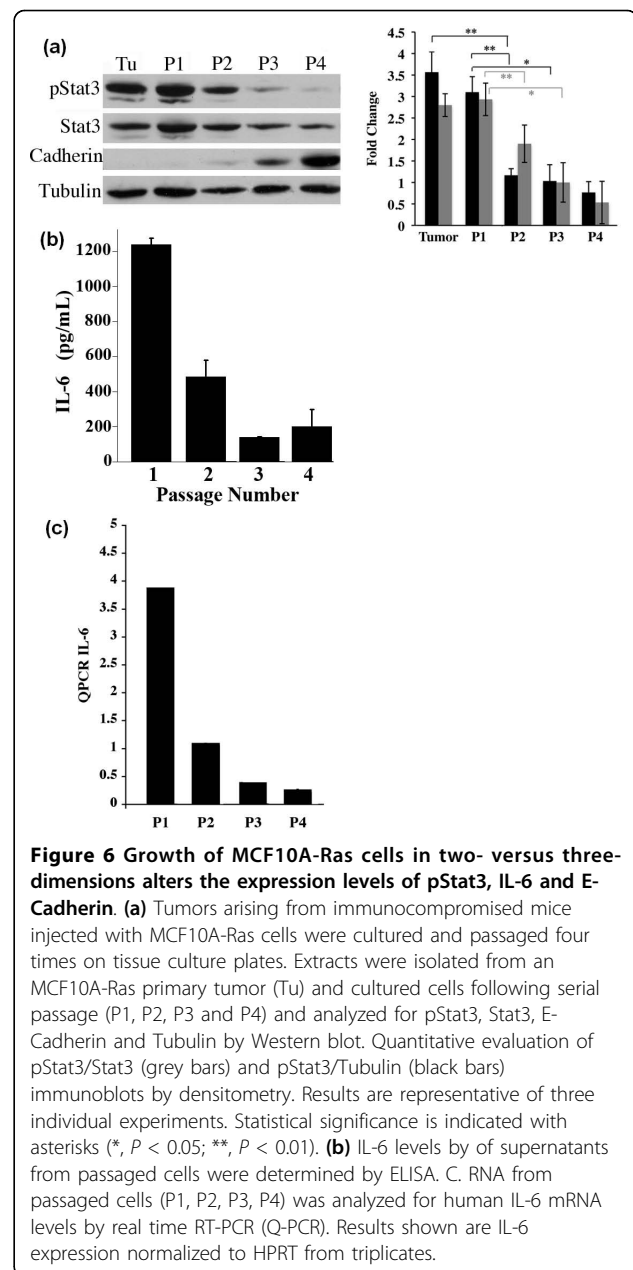 (a)
Tu P1 P2 P3 P4
pStat3
Stat3
Cadherin
Tubulin
**
**
*
**
*
Fold Change
4.5
4
3.5
3
2.5
2
1.5
1
0.5
0
Tumor P1 P2 P3 P4
(b)
IL-6 (pg/mL)
1200
1000
800
600
400
200
0
1 2 3 4
Passage Number
(c)
QPCR IL-6
5
4.5
4
3.5
3
2.5
2
1.5
1
0.5
0
P1 P2 P3 P4
Figure 6 Growth of MCF10A-Ras cells in two- versus three-
dimensions alters the expression levels of pStat3, IL-6 and E-
Cadherin. (a) Tumors arising from immunocompromised mice
injected with MCF10A-Ras cells were cultured and passaged four
times on tissue culture plates. Extracts were isolated from an
MCF10A-Ras primary tumor (Tu) and cultured cells following serial
passage (P1, P2, P3 and P4) and analyzed for pStat3, Stat3, E-
Cadherin and Tubulin by Western blot. Quantitative evaluation of
pStat3/Stat3 (grey bars) and pStat3/Tubulin (black bars)
immunoblots by densitometry. Results are representative of three
individual experiments. Statistical significance is indicated with
asterisks (*, P < 0.05; **, P < 0.01). (b) IL-6 levels by of supernatants
from passaged cells were determined by ELISA. C. RNA from
passaged cells (P1, P2, P3, P4) was analyzed for human IL-6 mRNA
levels by real time RT-PCR (Q-PCR). Results shown are IL-6
expression normalized to HPRT from triplicates.